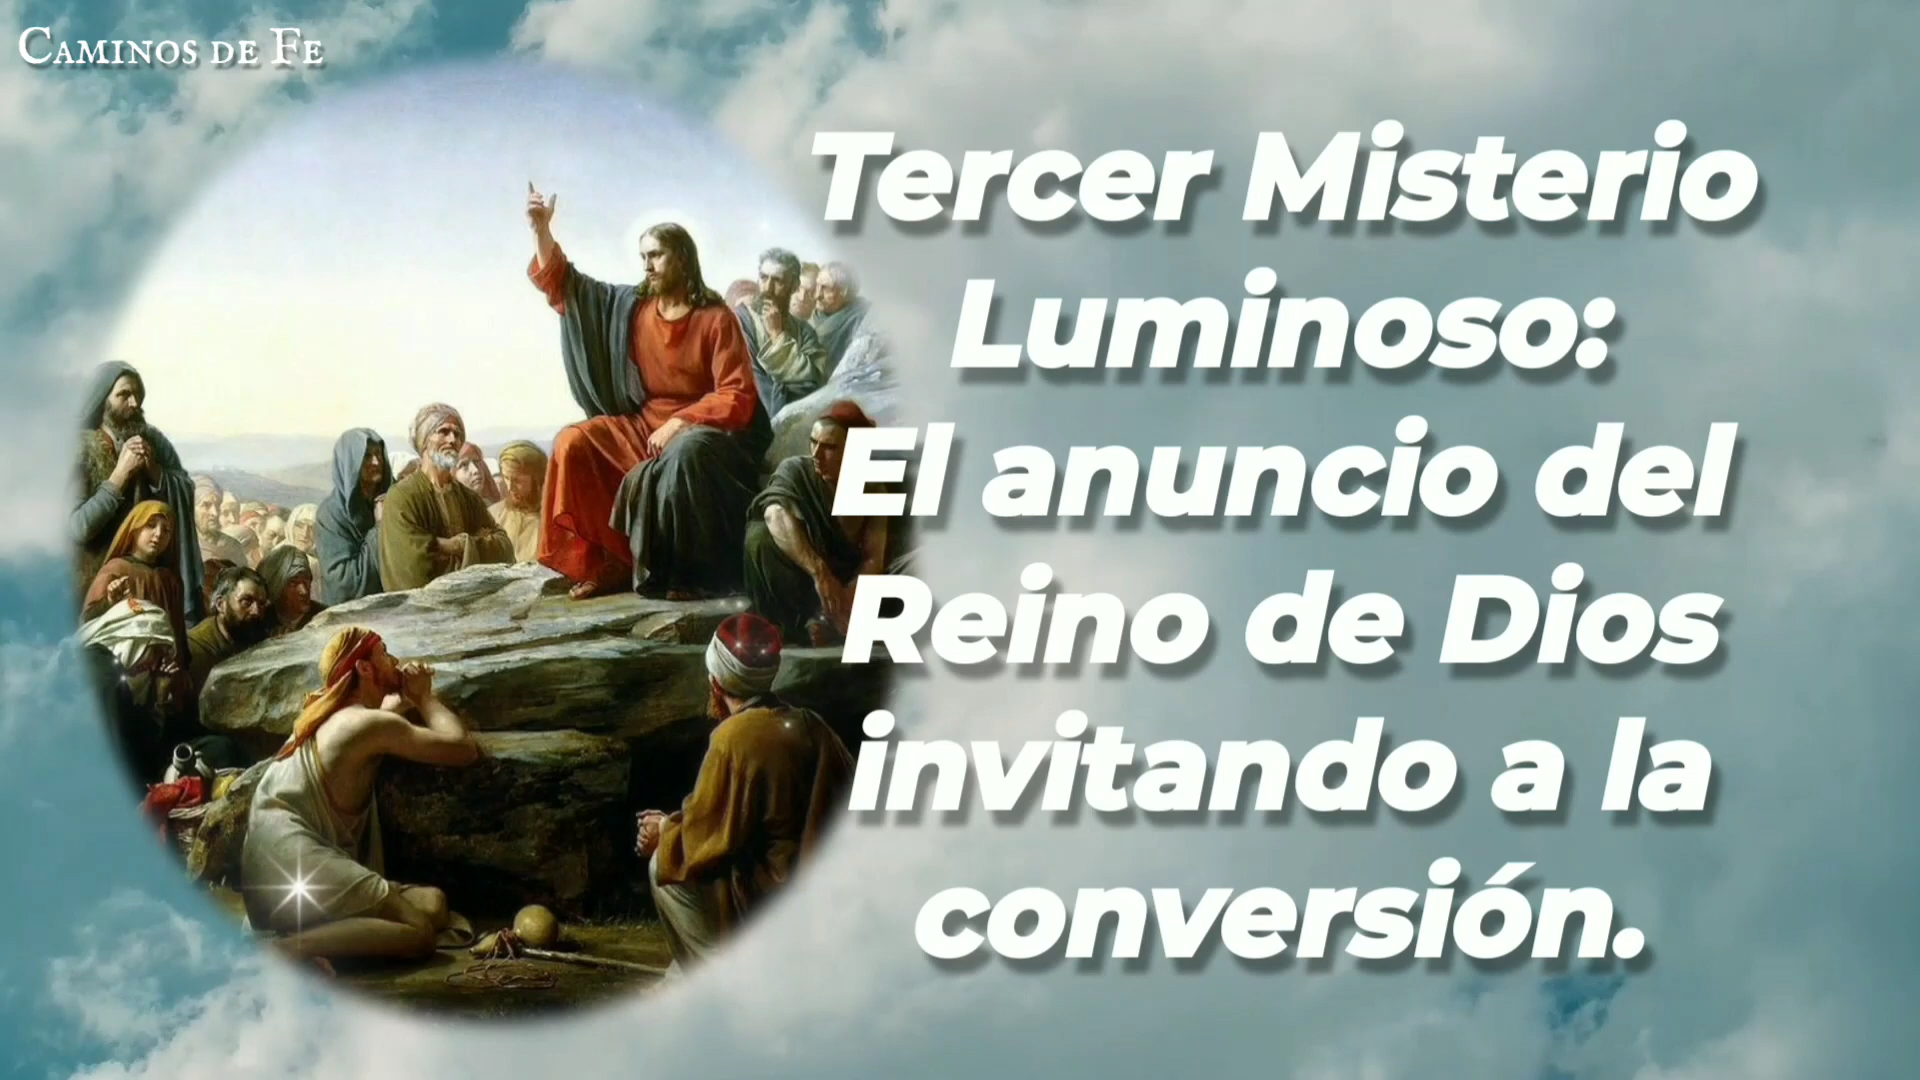 Caminos de Fe
Tercer Misterio
Luminoso:
El anuncio del
Reino de Dios
invitando a la
conversión.